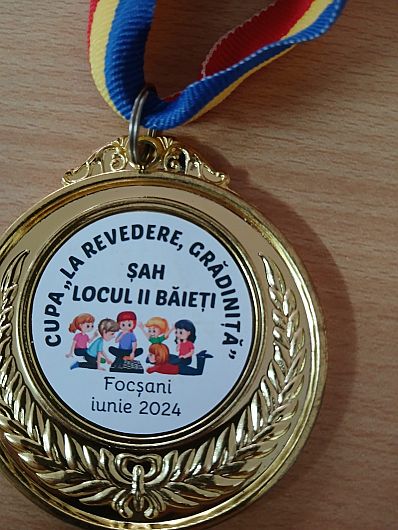 CUPA „LA REVEDERE, GRĂDINIȚĂ”
ȘAH
LOCUL II BĂIEȚI
Focșani
iunie 2024